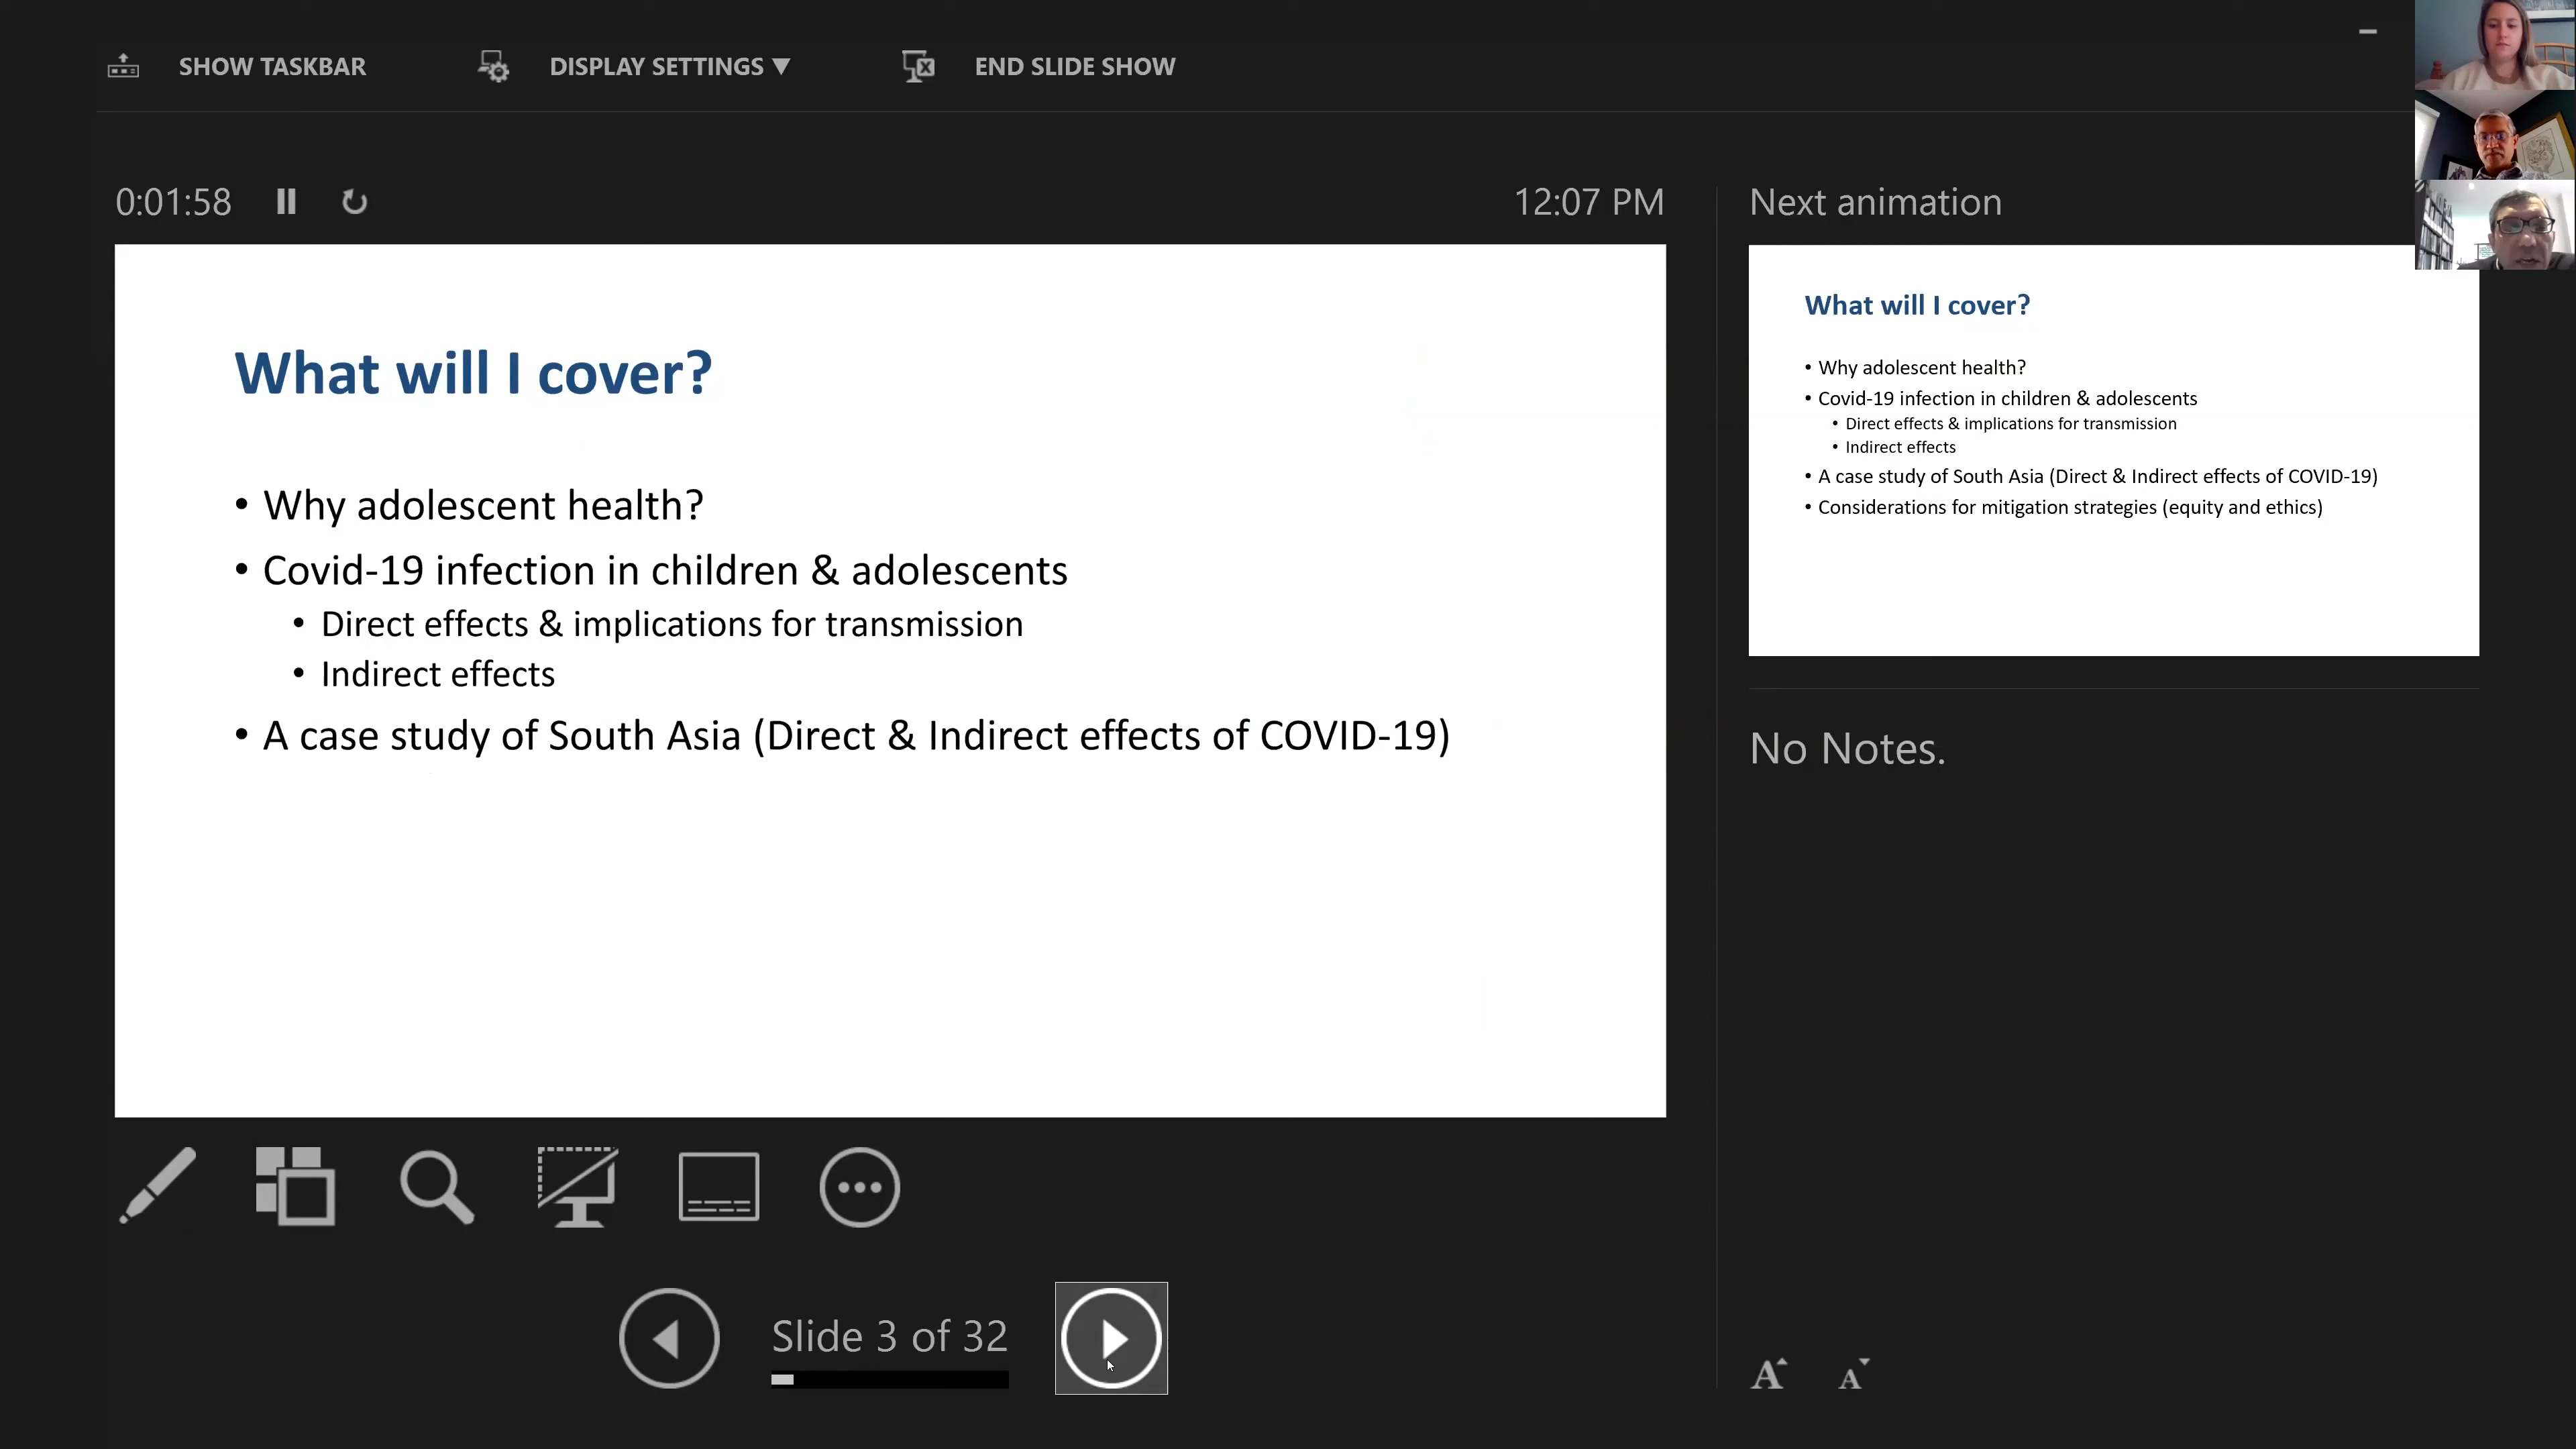 SHOW TASKBAR
DISPLAY SETTINGS ▼
END SLIDE SHOW
0:01:58
12:07 PM
What will I cover?
• Why adolescent health?
• Covid-19 infection in children & adolescents
• Direct effects & implications for transmission
• Indirect effects
• A case study of South Asia (Direct & Indirect effects of COVID-19)
Slide 3 of 32
Next animation
What will I cover?
• Why adolescent health?
• Covid-19 infection in children & adolescents
• Direct effects & implications for transmission
• Indirect effects
• A case study of South Asia (Direct & Indirect effects of COVID-19)
• Considerations for mitigation strategies (equity and ethics)
No Notes.
A A